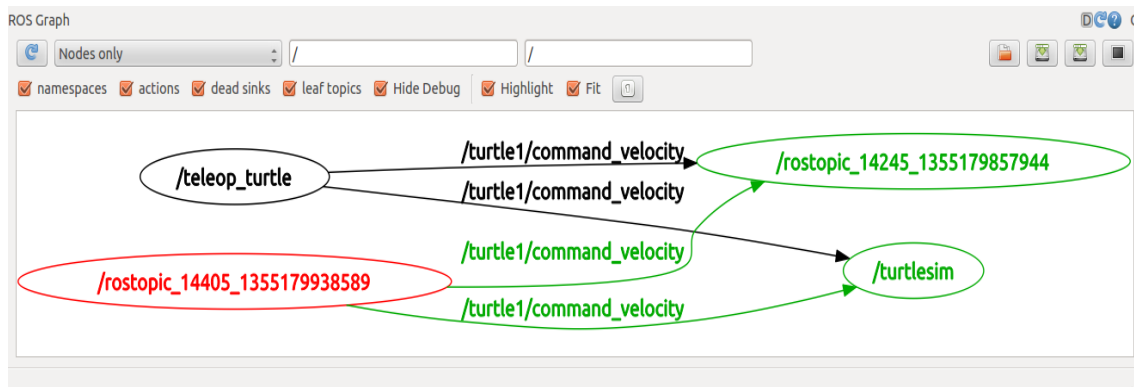 ROS Graph
D
Nodes only / /
namespaces actions dead sinks leaf topics Hide Debug Highlight Fit
/turtle1/command_velocity
/teleop_turtle
/rostopic_14245_1355179857944
/turtle1/command_velocity
/turtle1/command_velocity
/rostopic_14405_1355179938589
/turtlesim
/turtle1/command_velocity